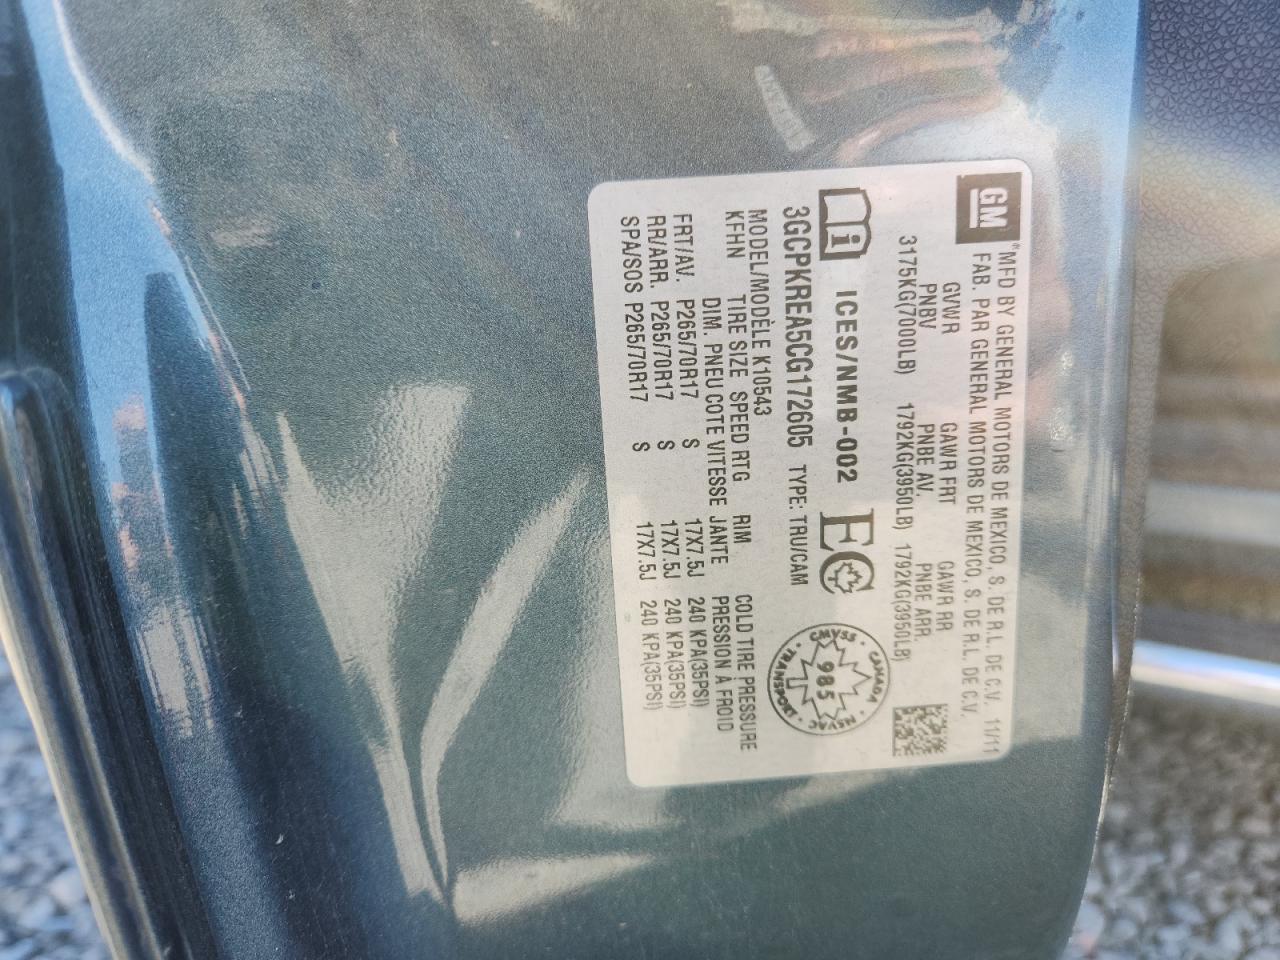 GM
MFD BY GENERAL MOTORS DE MEXICO, S. DE R.L. DE C.V. 11/11
FAB. PAR GENERAL MOTORS DE MEXICO, S. DE R.L. DE C.V.
GVWR GAWR FRT GAWR RR
PNBV PNBE AV. PNBE ARR.
3175KG(7000LB) 1792KG(3950LB) 1792KG(3950LB)
i ICES/NMB-002 EC
3GCPKREA5CG172605 TYPE: TRU/CAM
CMVSS · CANADA · NSVAC · TRANSPORT ·
985
MODEL/MODÈLE K10543
KFHN TIRE SIZE SPEED RTG RIM COLD TIRE PRESSURE
DIM. PNEU COTE VITESSE JANTE PRESSION À FROID
FRT/AV. P265/70R17 S 17X7.5J 240 KPA(35PSI)
RR/ARR. P265/70R17 S 17X7.5J 240 KPA(35PSI)
SPA/SOS P265/70R17 S 17X7.5J 240 KPA(35PSI)